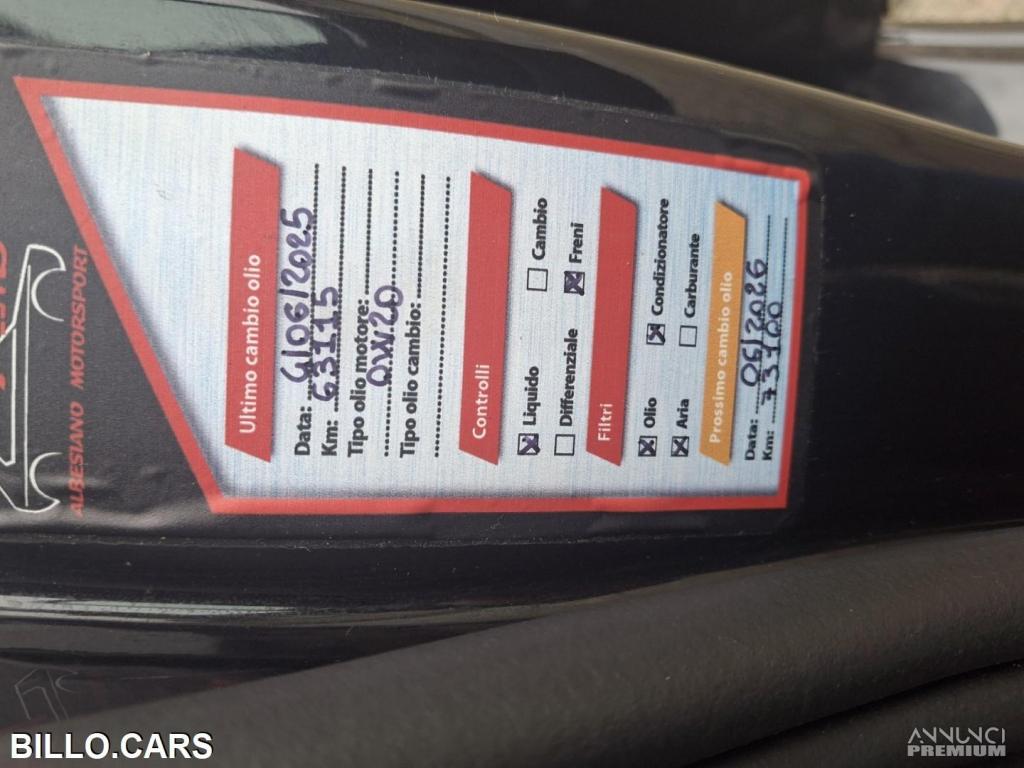 ALBESIANO MOTORSPORT
Ultimo cambio olio
Data: 4/06/2025
Km: 63115
Tipo olio motore:
0W20
Tipo olio cambio:
Controlli
Liquido Cambio
Differenziale Freni
Filtri
Olio Condizionatore
Aria Carburante
Prossimo cambio olio
Data: 06/2026
Km: 73100
BILLO.CARS
ANNUNCI
PREMIUM